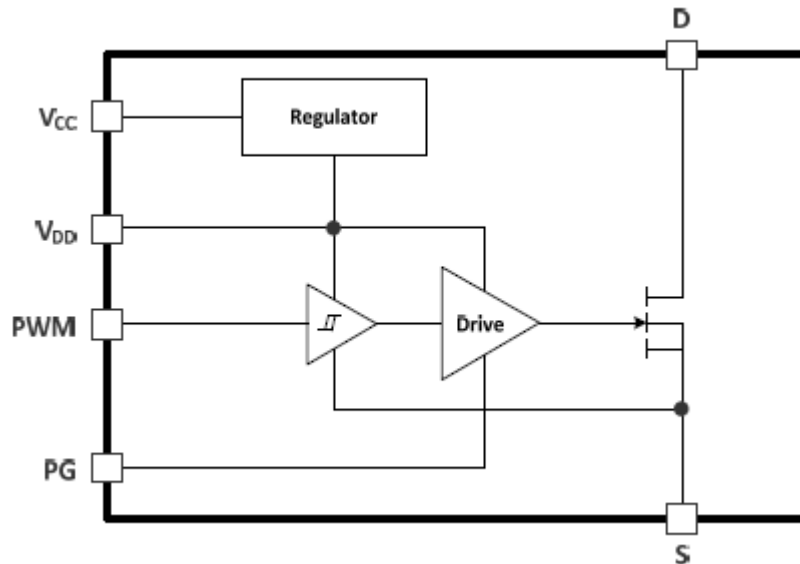 D
Regulator
VCC
VDD
PWM
Drive
PG
S